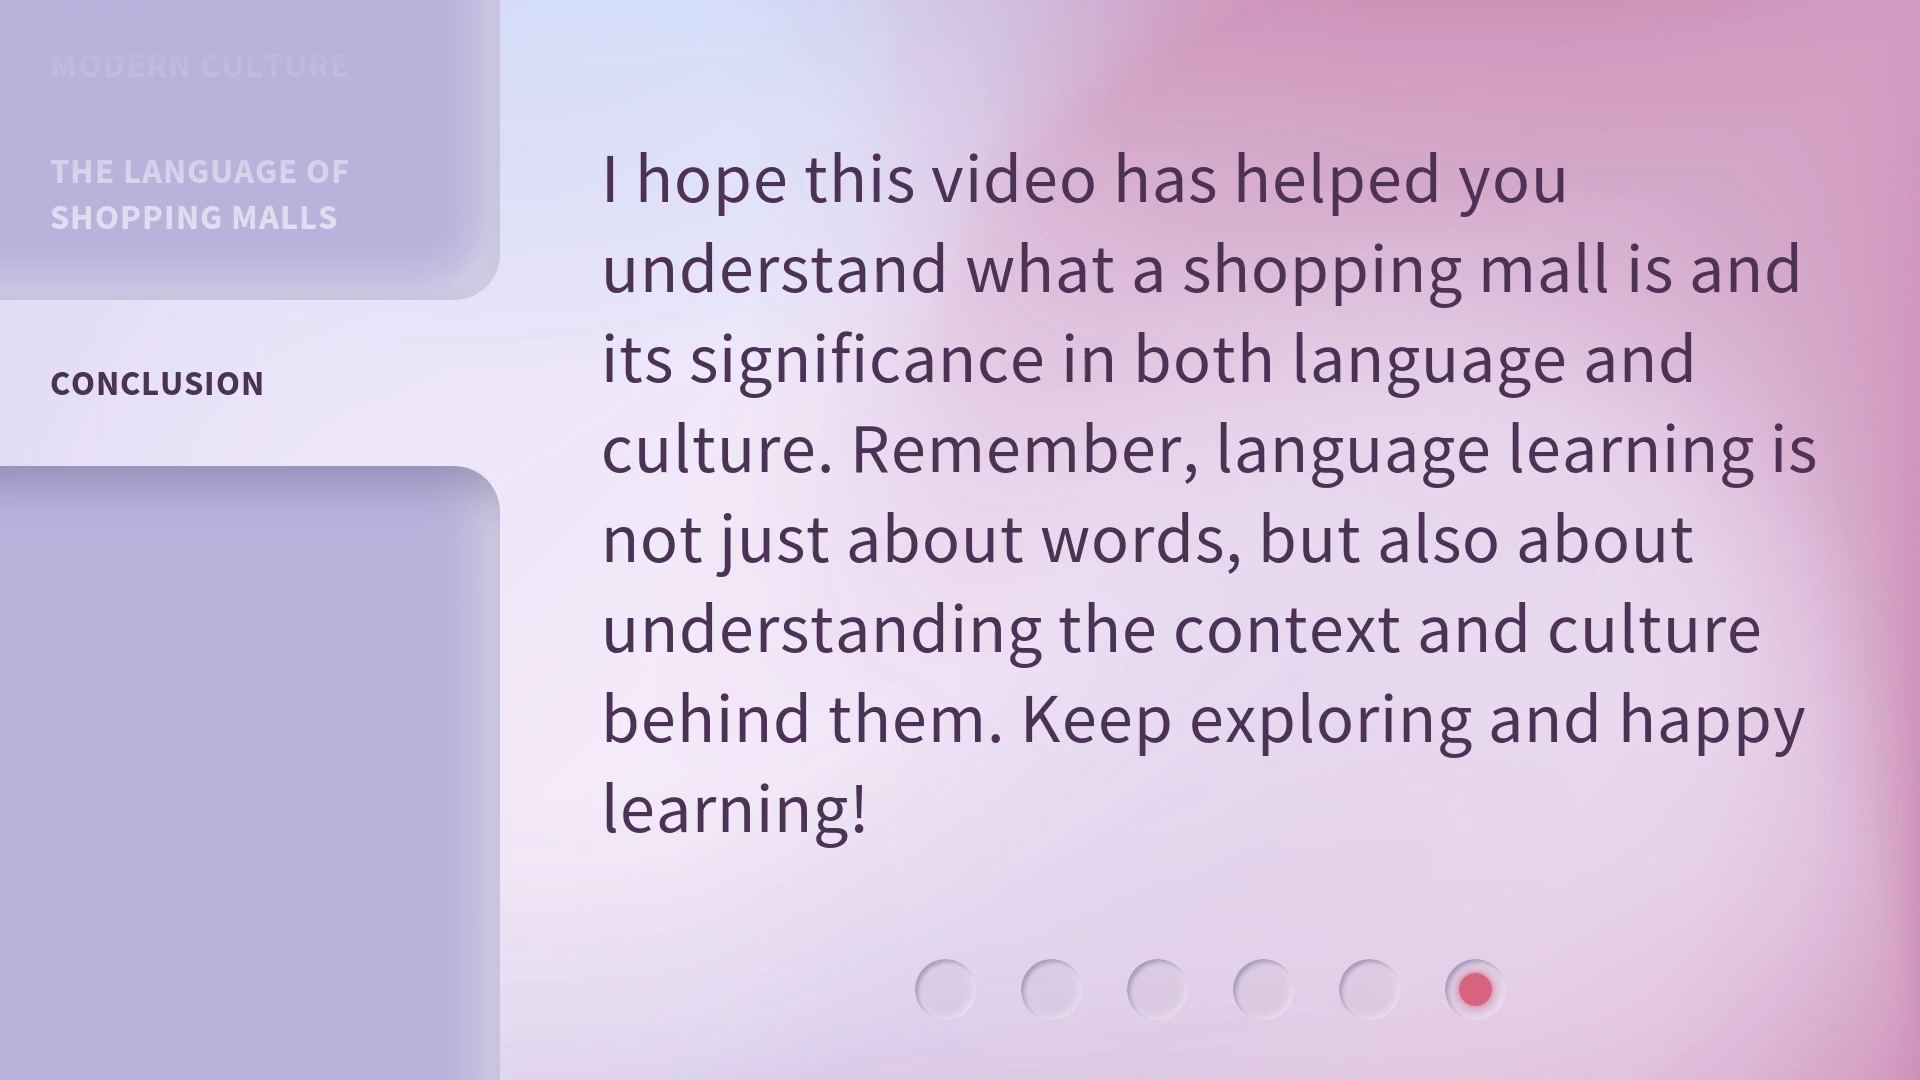 MODERN CULTURE
THE LANGUAGE OF
SHOPPING MALLS
CONCLUSION
I hope this video has helped you
understand what a shopping mall is and
its significance in both language and
culture. Remember, language learning is
not just about words, but also about
understanding the context and culture
behind them. Keep exploring and happy
learning!